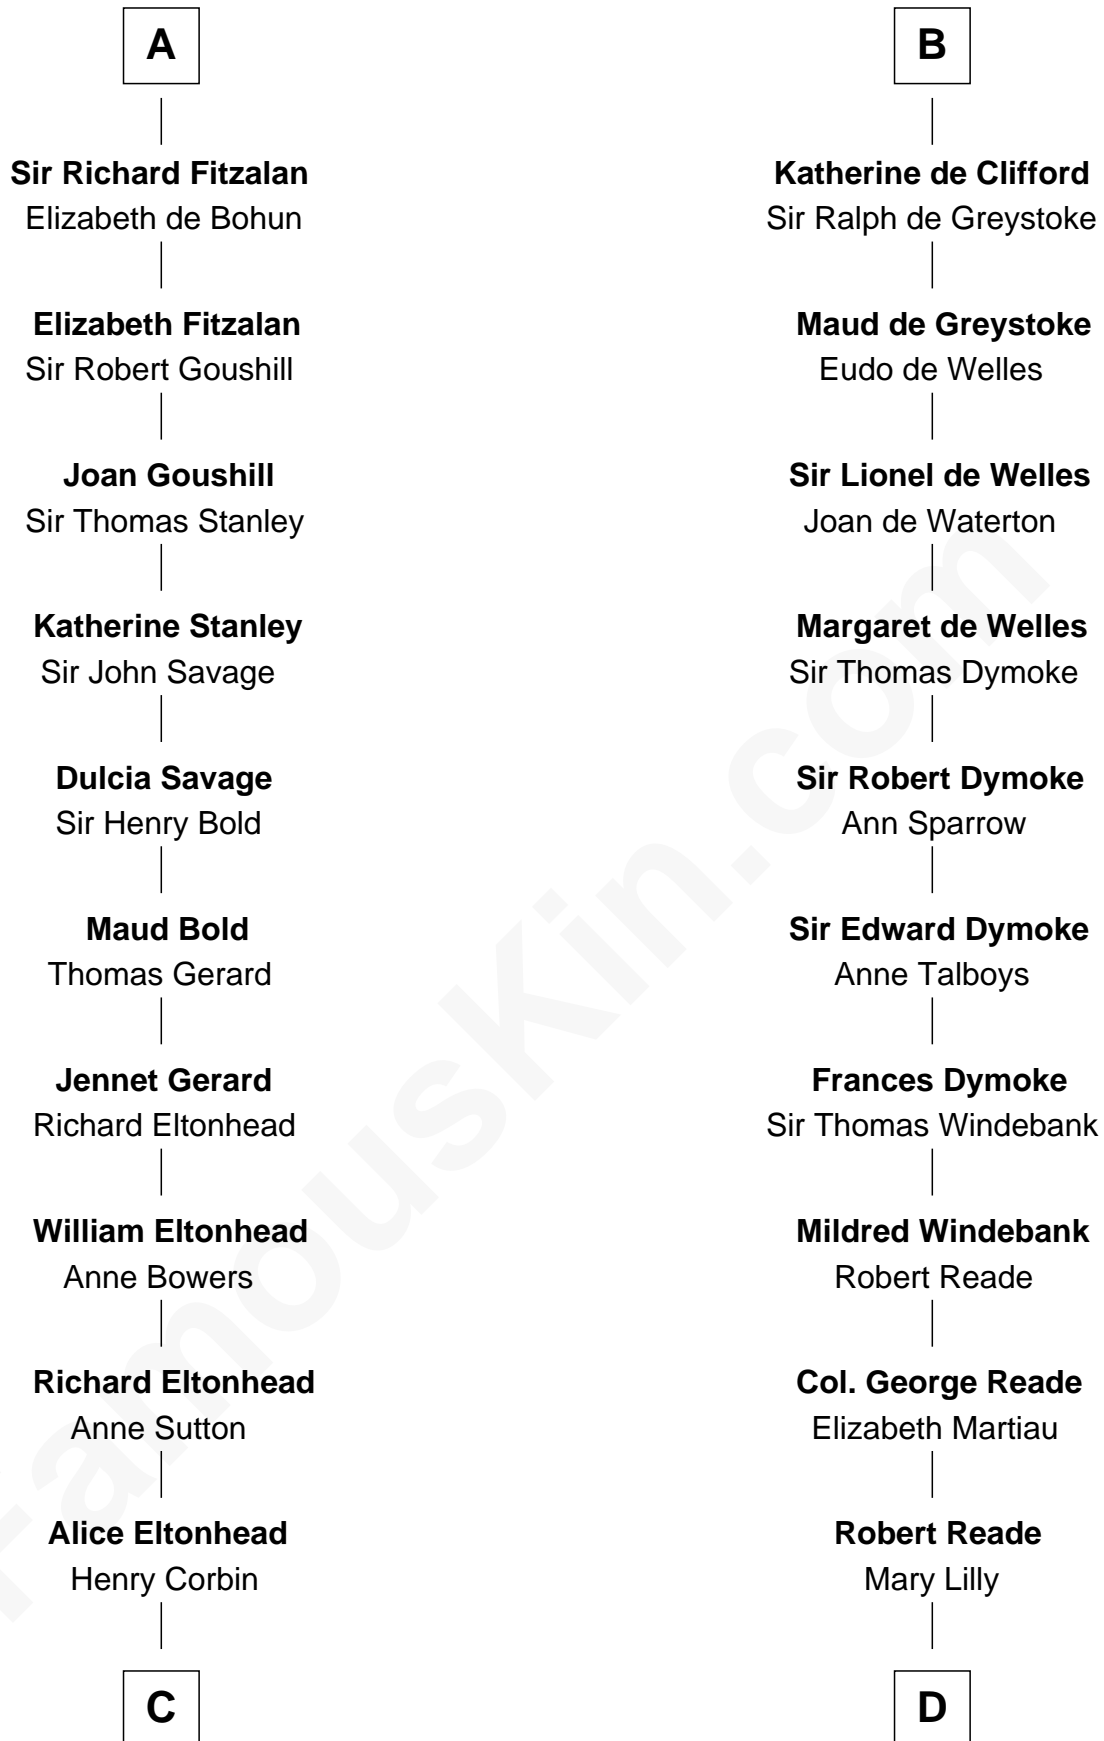 A
Sir Richard Fitzalan
Elizabeth de Bohun
Elizabeth Fitzalan
Sir Robert Goushill
Joan Goushill
Sir Thomas Stanley
Katherine Stanley
Sir John Savage
Dulcia Savage
Sir Henry Bold
Maud Bold
Thomas Gerard
Jennet Gerard
Richard Eltonhead
William Eltonhead
Anne Bowers
Richard Eltonhead
Anne Sutton
Alice Eltonhead
Henry Corbin
C
B
Katherine de Clifford
Sir Ralph de Greystoke
Maud de Greystoke
Eudo de Welles
Sir Lionel de Welles
Joan de Waterton
Margaret de Welles
Sir Thomas Dymoke
Sir Robert Dymoke
Ann Sparrow
Sir Edward Dymoke
Anne Talboys
Frances Dymoke
Sir Thomas Windebank
Mildred Windebank
Robert Reade
Col. George Reade
Elizabeth Martiau
Robert Reade
Mary Lilly
D
FamousKin.com